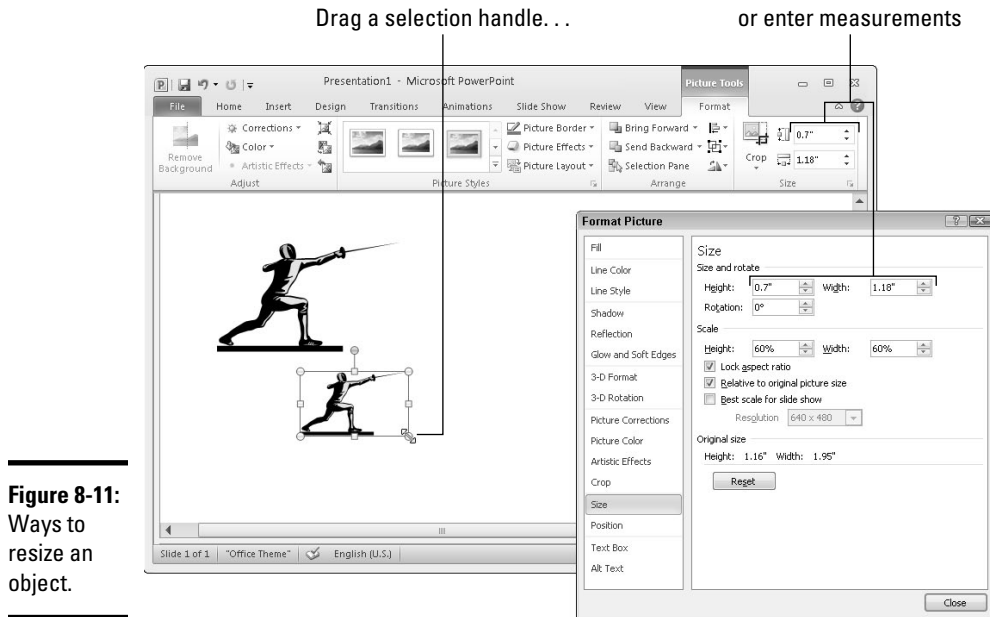 Drag a selection handle. . .
or enter measurements
Presentation1 - Microsoft PowerPoint
Picture Tools
File
Home
Insert
Design
Transitions
Animations
Slide Show
Review
View
Format
Remove
Background
Corrections
Color
Artistic Effects
Adjust
Picture Styles
Picture Border
Picture Effects
Picture Layout
Bring Forward
Send Backward
Selection Pane
Arrange
Crop
0.7"
1.18"
Size
Format Picture
Fill
Line Color
Line Style
Shadow
Reflection
Glow and Soft Edges
3-D Format
3-D Rotation
Picture Corrections
Picture Color
Artistic Effects
Crop
Size
Position
Text Box
Alt Text
Size
Size and rotate
Height: 0.7" Width: 1.18"
Rotation: 0°
Scale
Height: 60% Width: 60%
Lock aspect ratio
Relative to original picture size
Best scale for slide show
Resolution 640 x 480
Original size
Height: 1.16" Width: 1.95"
Reset
Close
Slide 1 of 1 "Office Theme" English (U.S.)
Figure 8-11:
Ways to
resize an
object.